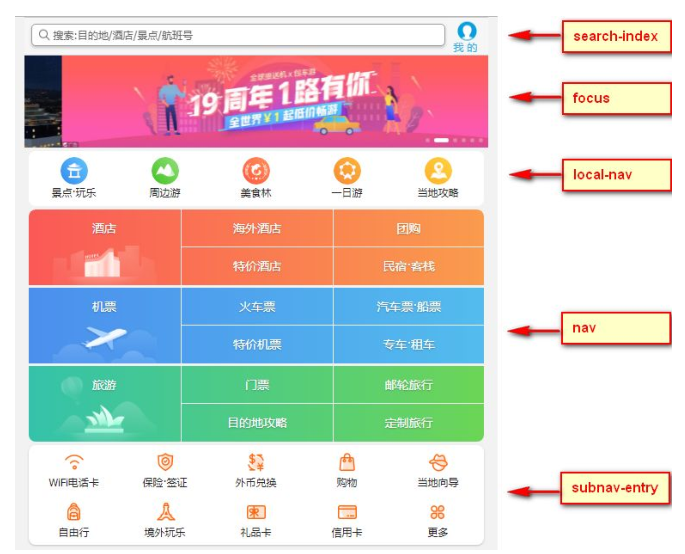 搜索:目的地/酒店/景点/航班号
我的
search-index
全球接送机x包车游
19周年1路有你
全世界¥1起低价畅游
focus
景点·玩乐 周边游 美食林 一日游 当地攻略
local-nav
酒店 海外酒店 团购
特价酒店 民宿·客栈
机票 火车票 汽车票·船票
特价机票 专车·租车
nav
旅游 门票 邮轮旅行
目的地攻略 定制旅行
WiFi电话卡 保险·签证 外币兑换 购物 当地向导
subnav-entry
自由行 境外玩乐 礼品卡 信用卡 更多